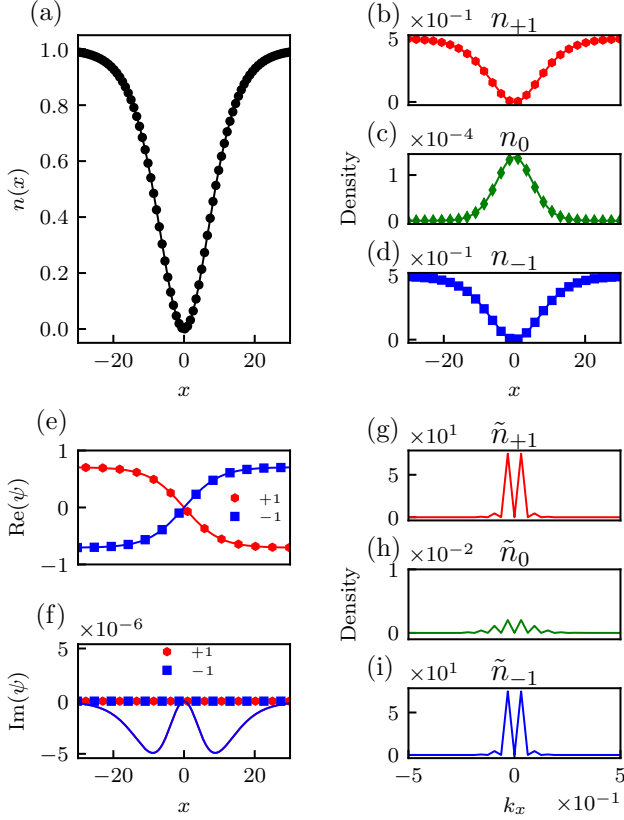 (a)
1.0
0.8
0.6
0.4
0.2
0.0
n(x)
−20 0 20
x
(b) ×10⁻¹ n₊₁
5
0
(c) ×10⁻⁴ n₀
1
0
Density
(d) ×10⁻¹ n₋₁
5
0
−20 0 20
x
(e)
1
0
−1
Re(ψ)
+1
−1
(f) ×10⁻⁶
5
0
−5
Im(ψ)
+1
−1
−20 0 20
x
(g) ×10¹ ñ₊₁
5
0
(h) ×10⁻² ñ₀
1
0
Density
(i) ×10¹ ñ₋₁
5
0
−5 0 5
kₓ ×10⁻¹